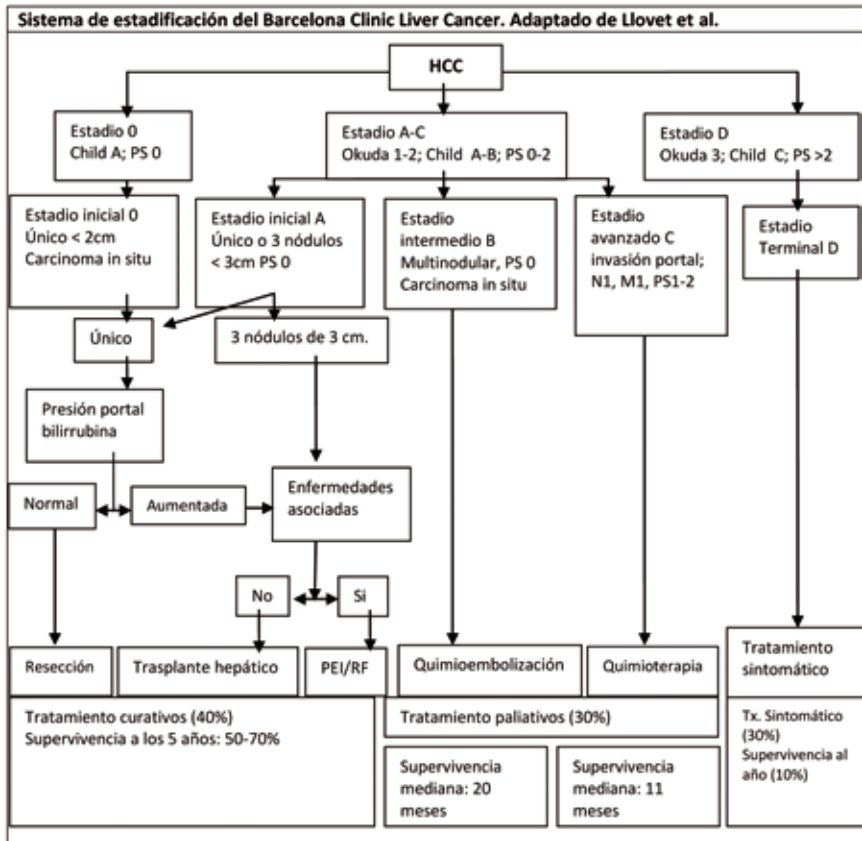 Sistema de estadificación del Barcelona Clinic Liver Cancer. Adaptado de Llovet et al.
HCC
Estadio 0
Child A; PS 0
Estadio A-C
Okuda 1-2; Child A-B; PS 0-2
Estadio D
Okuda 3; Child C; PS >2
Estadio inicial 0
Único < 2cm
Carcinoma in situ
Estadio inicial A
Único o 3 nódulos
< 3cm PS 0
Estadio
intermedio B
Multinodular, PS 0
Carcinoma in situ
Estadio
avanzado C
invasión portal;
N1, M1, PS1-2
Estadio
Terminal D
Único
3 nódulos de 3 cm.
Presión portal
bilirrubina
Normal
Aumentada
Enfermedades
asociadas
No
Si
Resección
Trasplante hepático
PEI/RF
Quimioembolización
Quimioterapia
Tratamiento
sintomático
Tratamiento curativos (40%)
Supervivencia a los 5 años: 50-70%
Tratamiento paliativos (30%)
Tx. Sintomático
(30%)
Supervivencia al
año (10%)
Supervivencia
mediana: 20
meses
Supervivencia
mediana: 11
meses